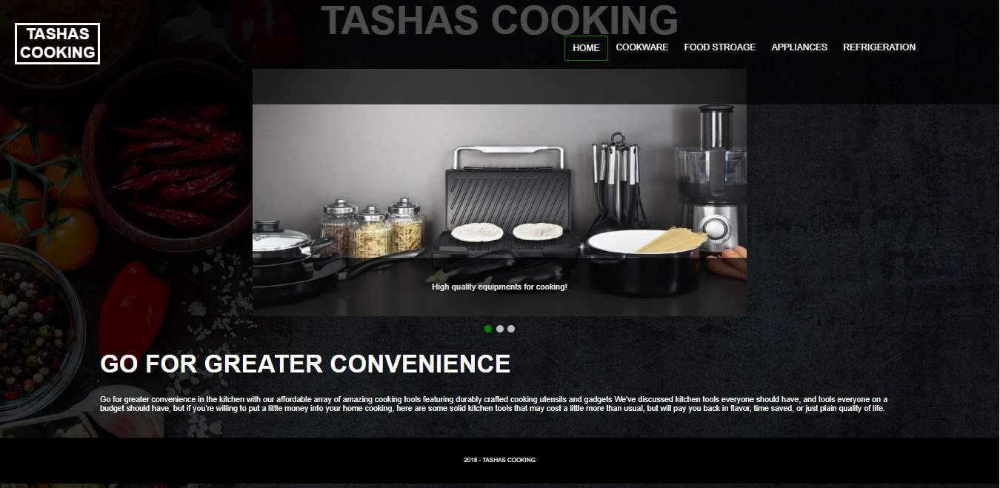 TASHAS COOKING
TASHAS
COOKING
HOME COOKWARE FOOD STROAGE APPLIANCES REFRIGERATION
High quality equipments for cooking!
GO FOR GREATER CONVENIENCE
Go for greater convenience in the kitchen with our affordable array of amazing cooking tools featuring durably crafted cooking utensils and gadgets We've discussed kitchen tools everyone should have, and tools everyone on a
budget should have, but if you're willing to put a little money into your home cooking, here are some solid kitchen tools that may cost a little more than usual, but will pay you back in flavor, time saved, or just plain quality of life.
2018 - TASHAS COOKING